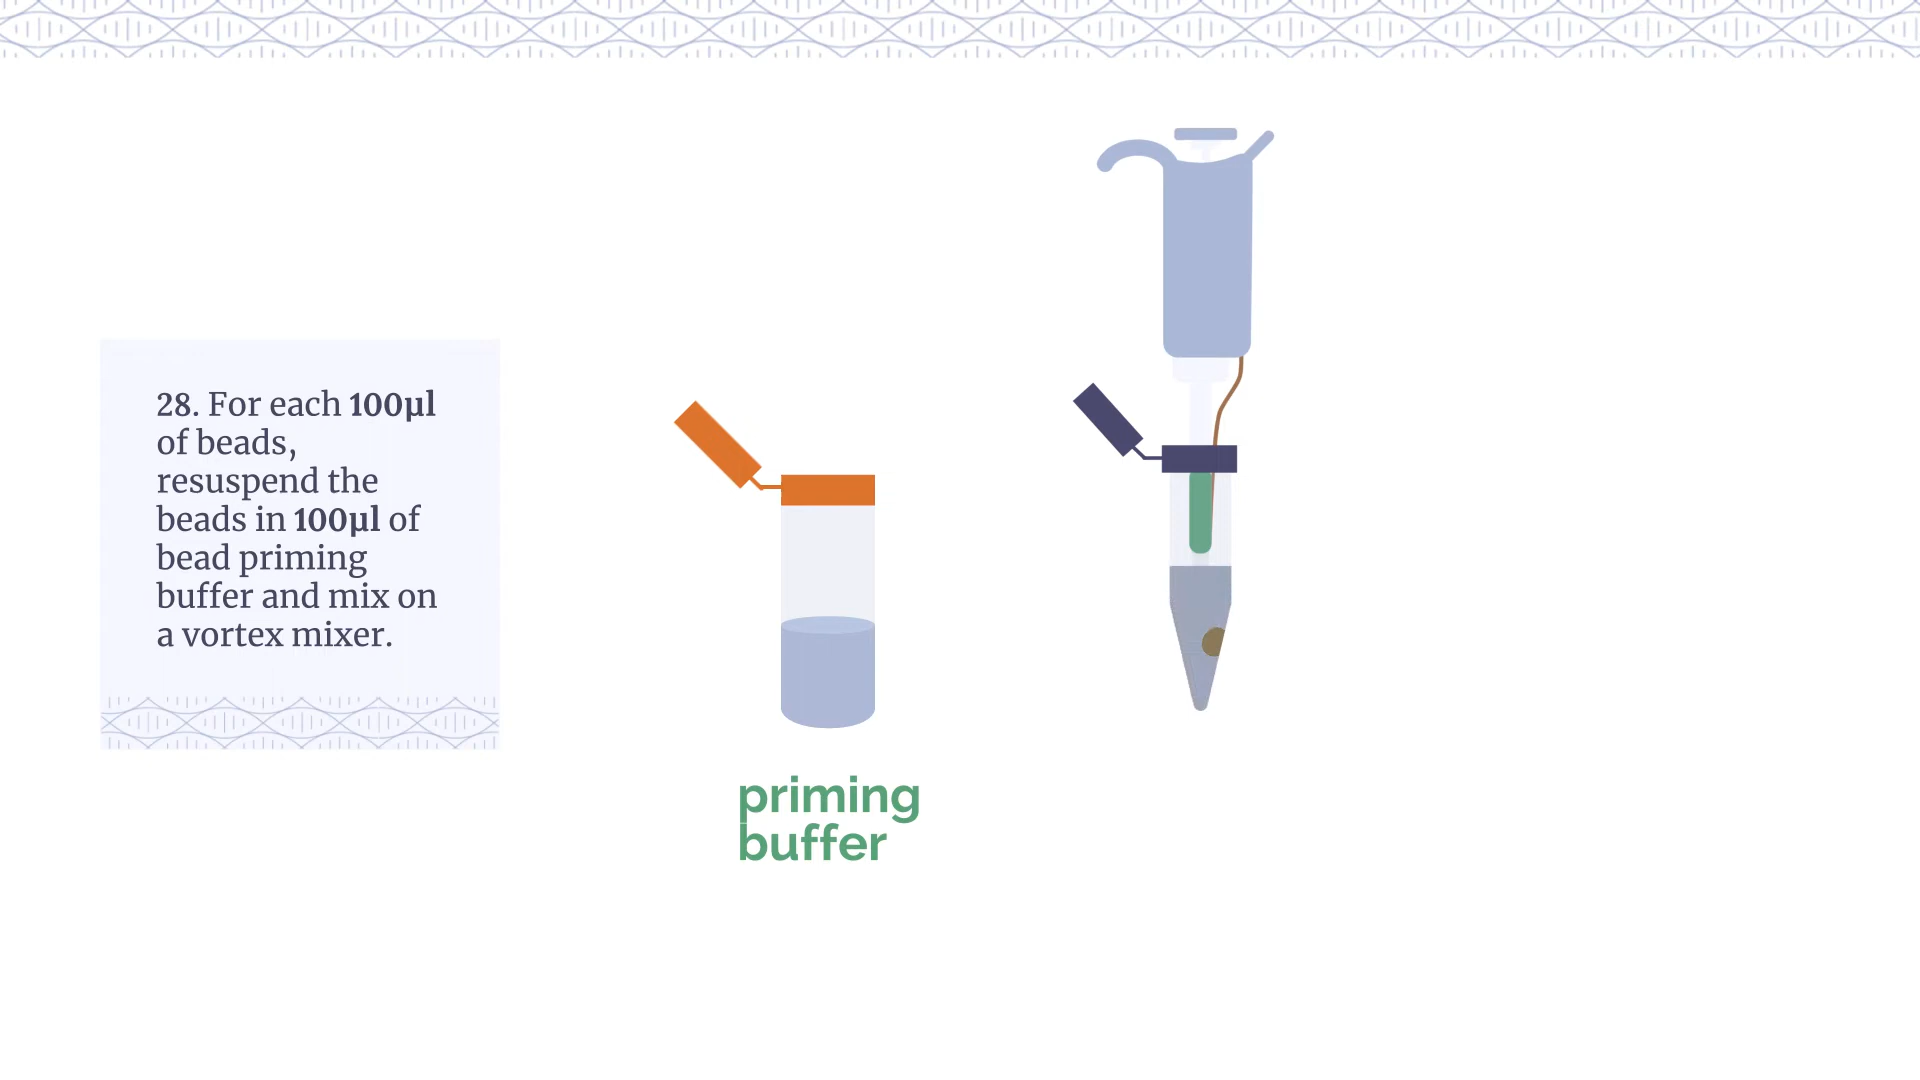 28. For each 100µl
of beads,
resuspend the
beads in 100µl of
bead priming
buffer and mix on
a vortex mixer.
priming
buffer